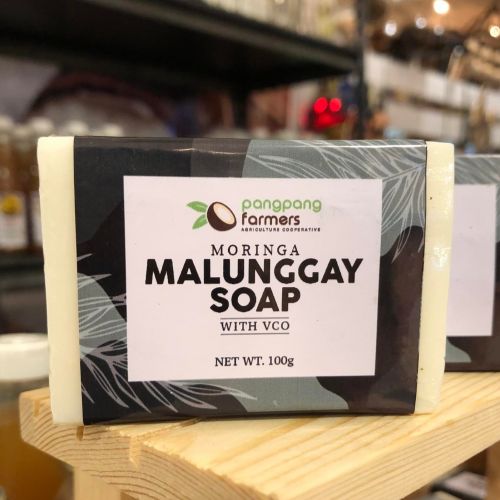 pangpang
farmers
AGRICULTURE COOPERATIVE
MORINGA
MALUNGGAY
SOAP
WITH VCO
NET WT. 100g